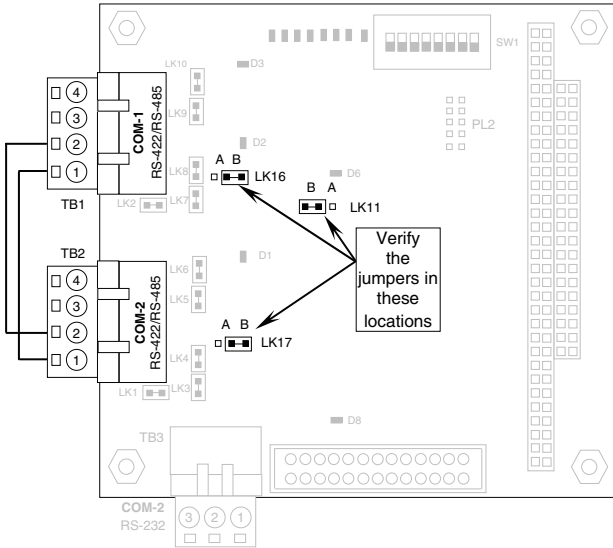 SW1
LK10
D3
4
3
2
1
TB1
COM-1
RS-422/RS-485
LK9
LK8
LK7
LK2
D2
PL2
D6
A B
LK16
B A
LK11
Verify
the
jumpers in
these
locations
TB2
4
3
2
1
COM-2
RS-422/RS-485
LK6
LK5
LK4
LK3
LK1
D1
A B
LK17
D8
TB3
COM-2
RS-232
3 2 1